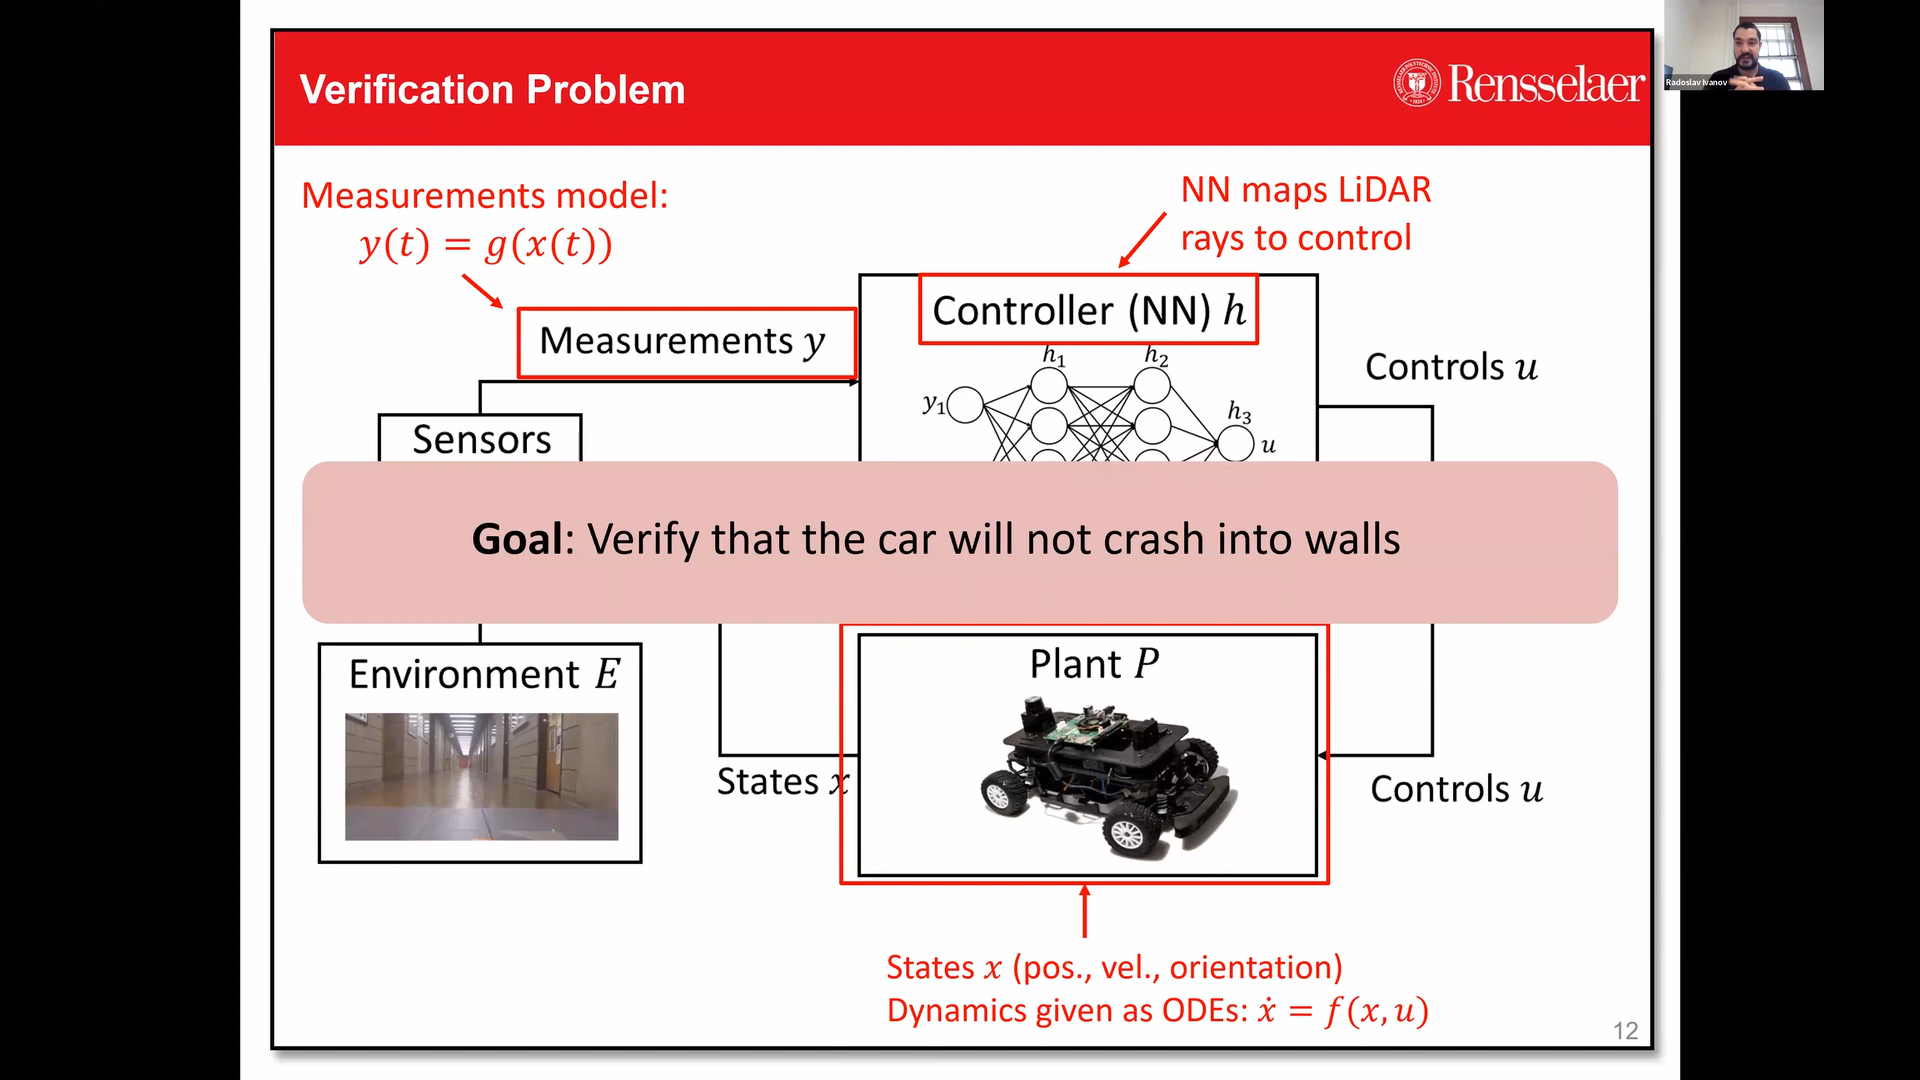 Verification Problem
Rensselaer
Radoslav Ivanov
Measurements model:
y(t) = g(x(t))
NN maps LiDAR
rays to control
Controller (NN) h
Measurements y
h₁
h₂
Controls u
y₁
h₃
u
Sensors
Goal: Verify that the car will not crash into walls
Environment E
Plant P
States x
Controls u
States x (pos., vel., orientation)
Dynamics given as ODEs: ẋ = f(x, u)
12